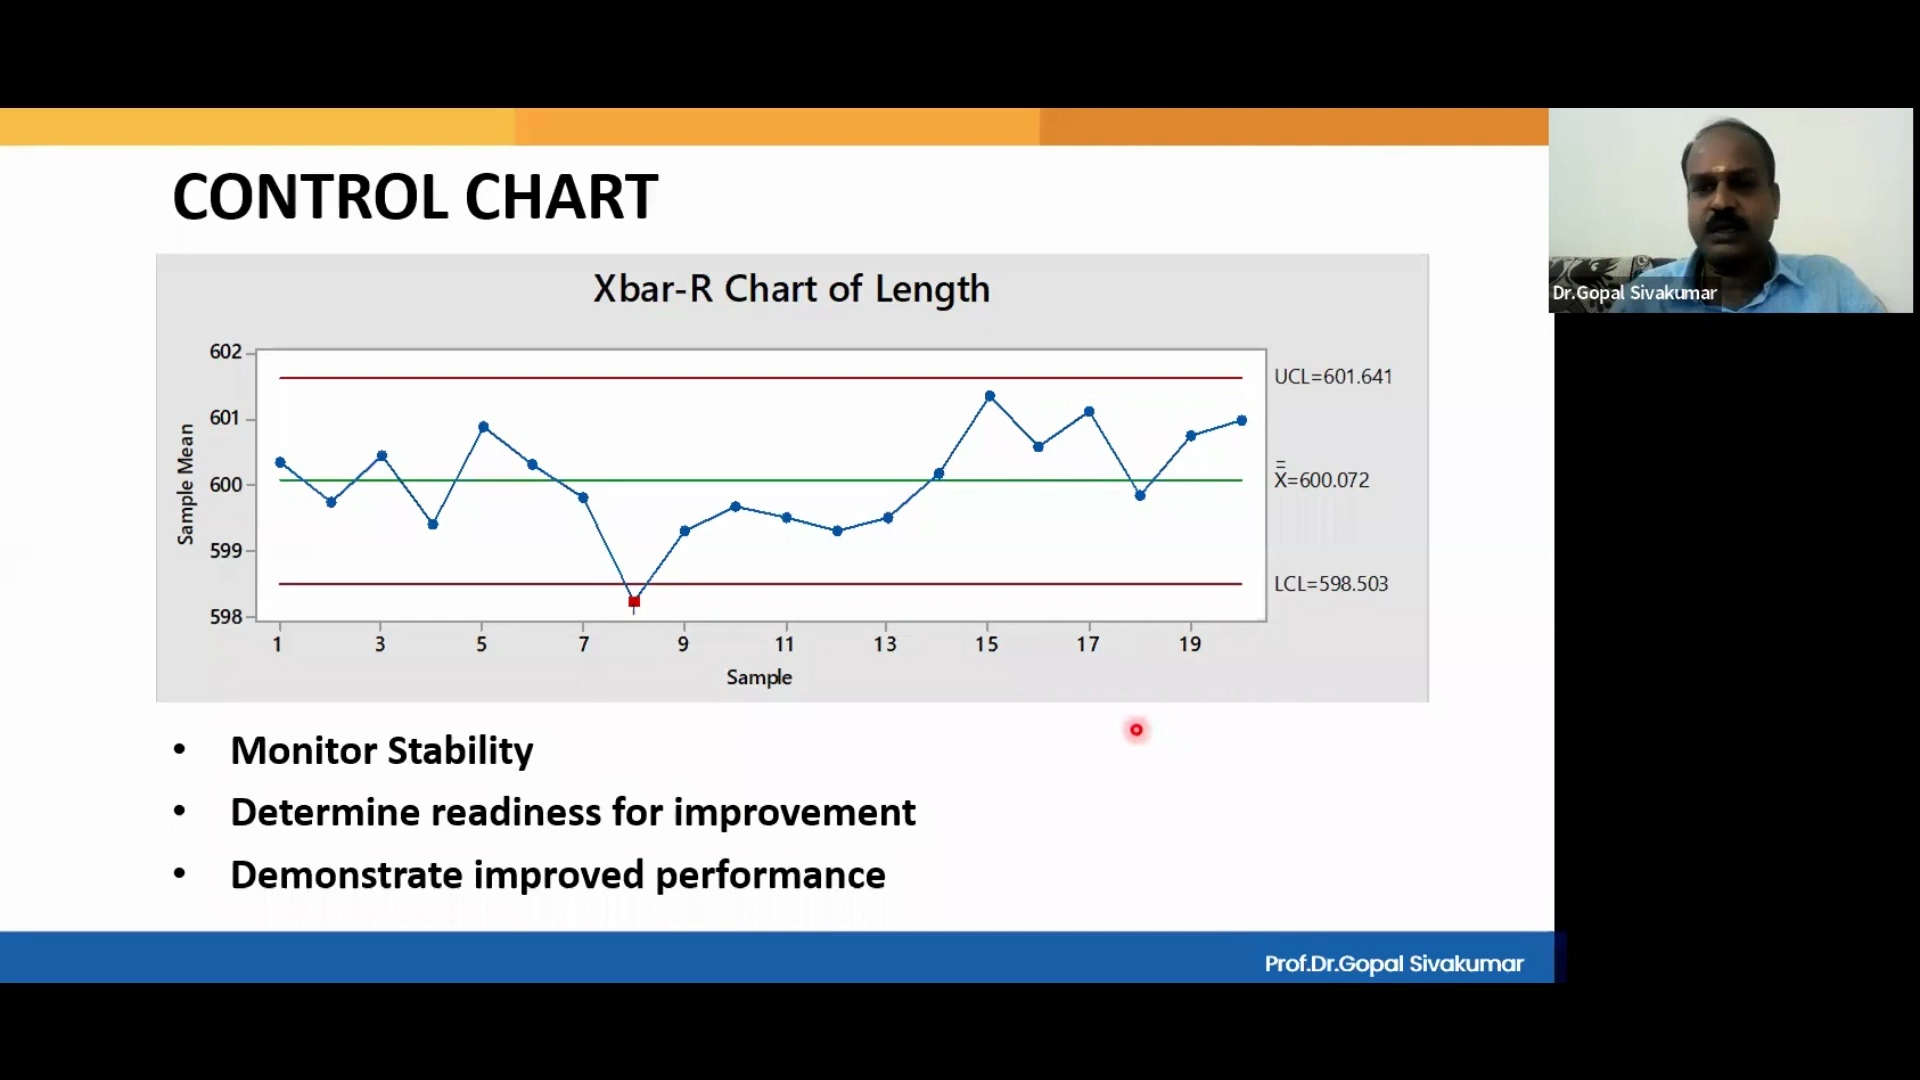 CONTROL CHART
Xbar-R Chart of Length
602
601
600
599
598
Sample Mean
UCL=601.641
X=600.072
LCL=598.503
1 3 5 7 9 11 13 15 17 19
Sample
• Monitor Stability
• Determine readiness for improvement
• Demonstrate improved performance
Prof.Dr.Gopal Sivakumar
Dr.Gopal Sivakumar